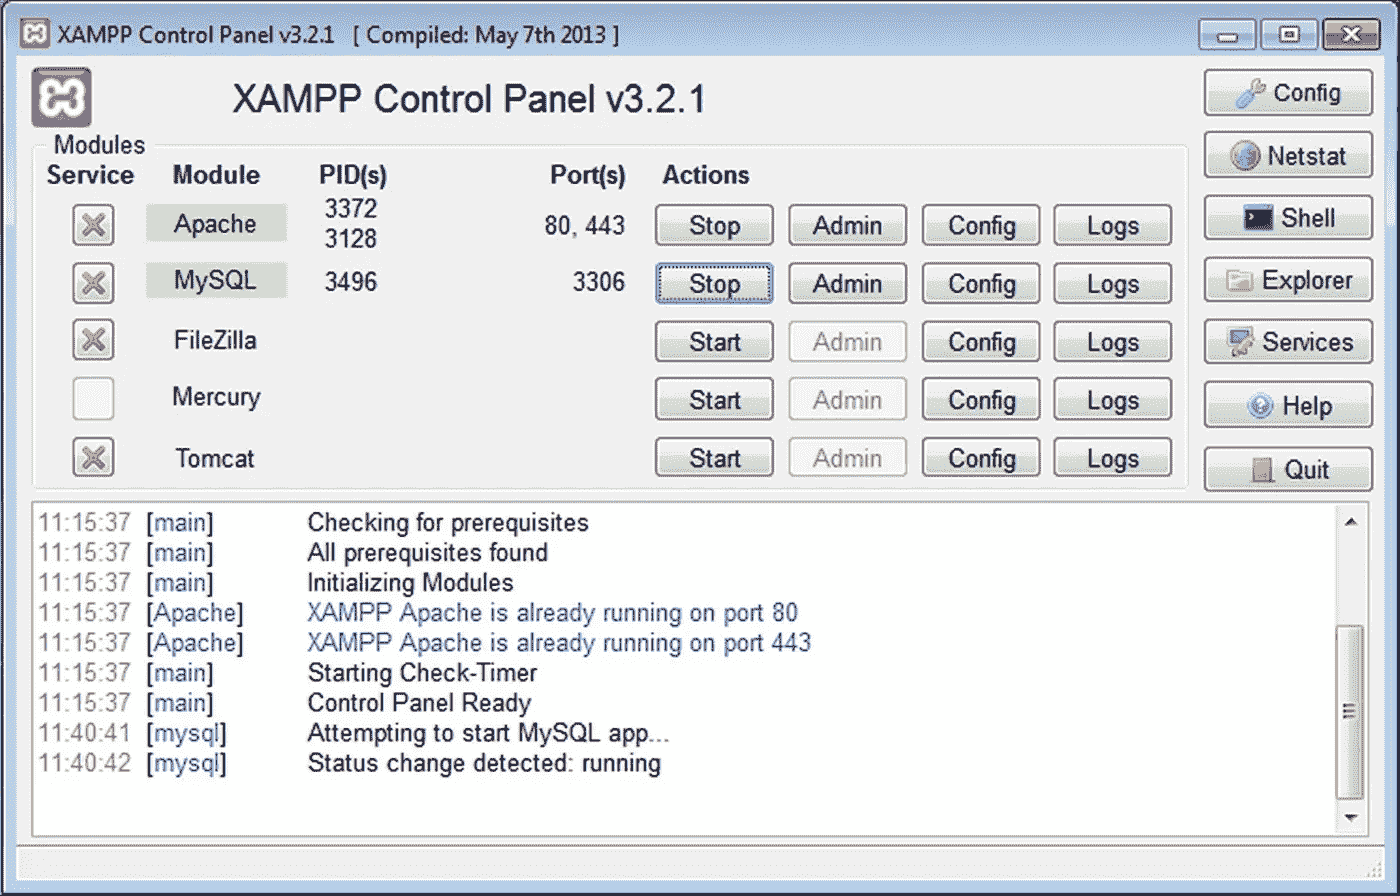 XAMPP Control Panel v3.2.1 [ Compiled: May 7th 2013 ]
XAMPP Control Panel v3.2.1
Config
Modules
Netstat
Service Module PID(s) Port(s) Actions
Apache 3372 3128 80, 443 Stop Admin Config Logs
Shell
MySQL 3496 3306 Stop Admin Config Logs
Explorer
FileZilla Start Admin Config Logs
Services
Mercury Start Admin Config Logs
Help
Tomcat Start Admin Config Logs
Quit
11:15:37 [main] Checking for prerequisites
11:15:37 [main] All prerequisites found
11:15:37 [main] Initializing Modules
11:15:37 [Apache] XAMPP Apache is already running on port 80
11:15:37 [Apache] XAMPP Apache is already running on port 443
11:15:37 [main] Starting Check-Timer
11:15:37 [main] Control Panel Ready
11:40:41 [mysql] Attempting to start MySQL app...
11:40:42 [mysql] Status change detected: running